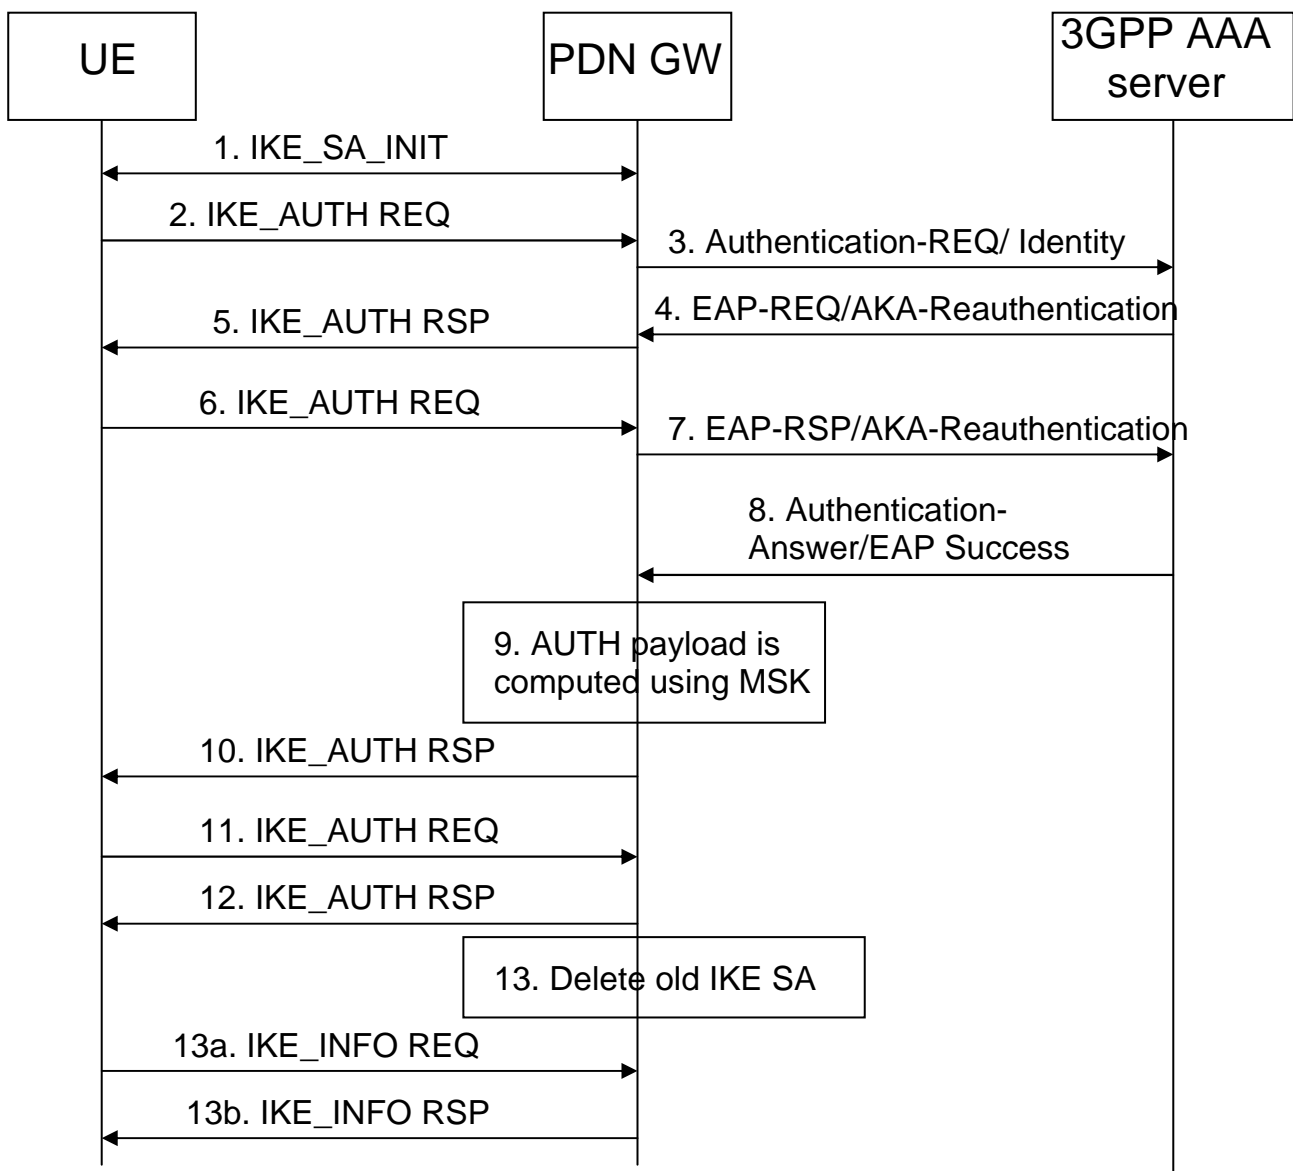 UE
PDN GW
3GPP AAA
server
1. IKE_SA_INIT
2. IKE_AUTH REQ
3. Authentication-REQ/ Identity
4. EAP-REQ/AKA-Reauthentication
5. IKE_AUTH RSP
6. IKE_AUTH REQ
7. EAP-RSP/AKA-Reauthentication
8. Authentication-
Answer/EAP Success
9. AUTH payload is
computed using MSK
10. IKE_AUTH RSP
11. IKE_AUTH REQ
12. IKE_AUTH RSP
13. Delete old IKE SA
13a. IKE_INFO REQ
13b. IKE_INFO RSP